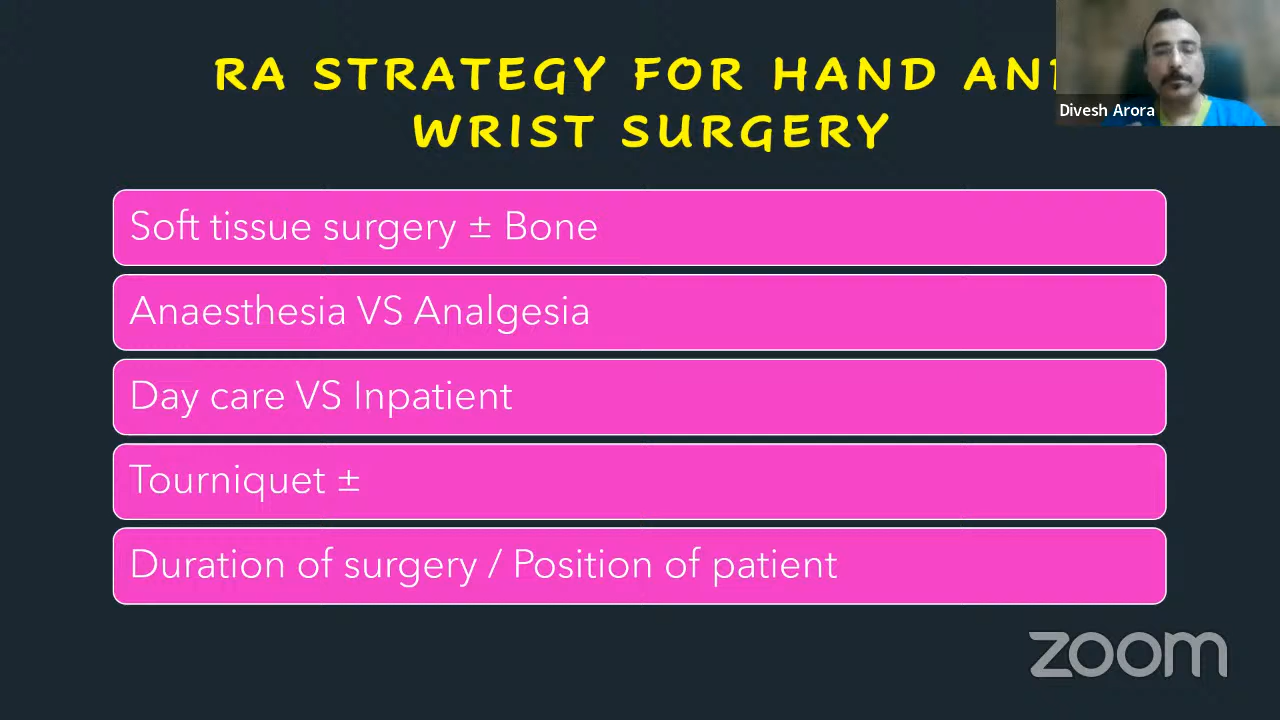 RA STRATEGY FOR HAND AN
WRIST SURGERY
Divesh Arora
Soft tissue surgery ± Bone
Anaesthesia VS Analgesia
Day care VS Inpatient
Tourniquet ±
Duration of surgery / Position of patient
zoom